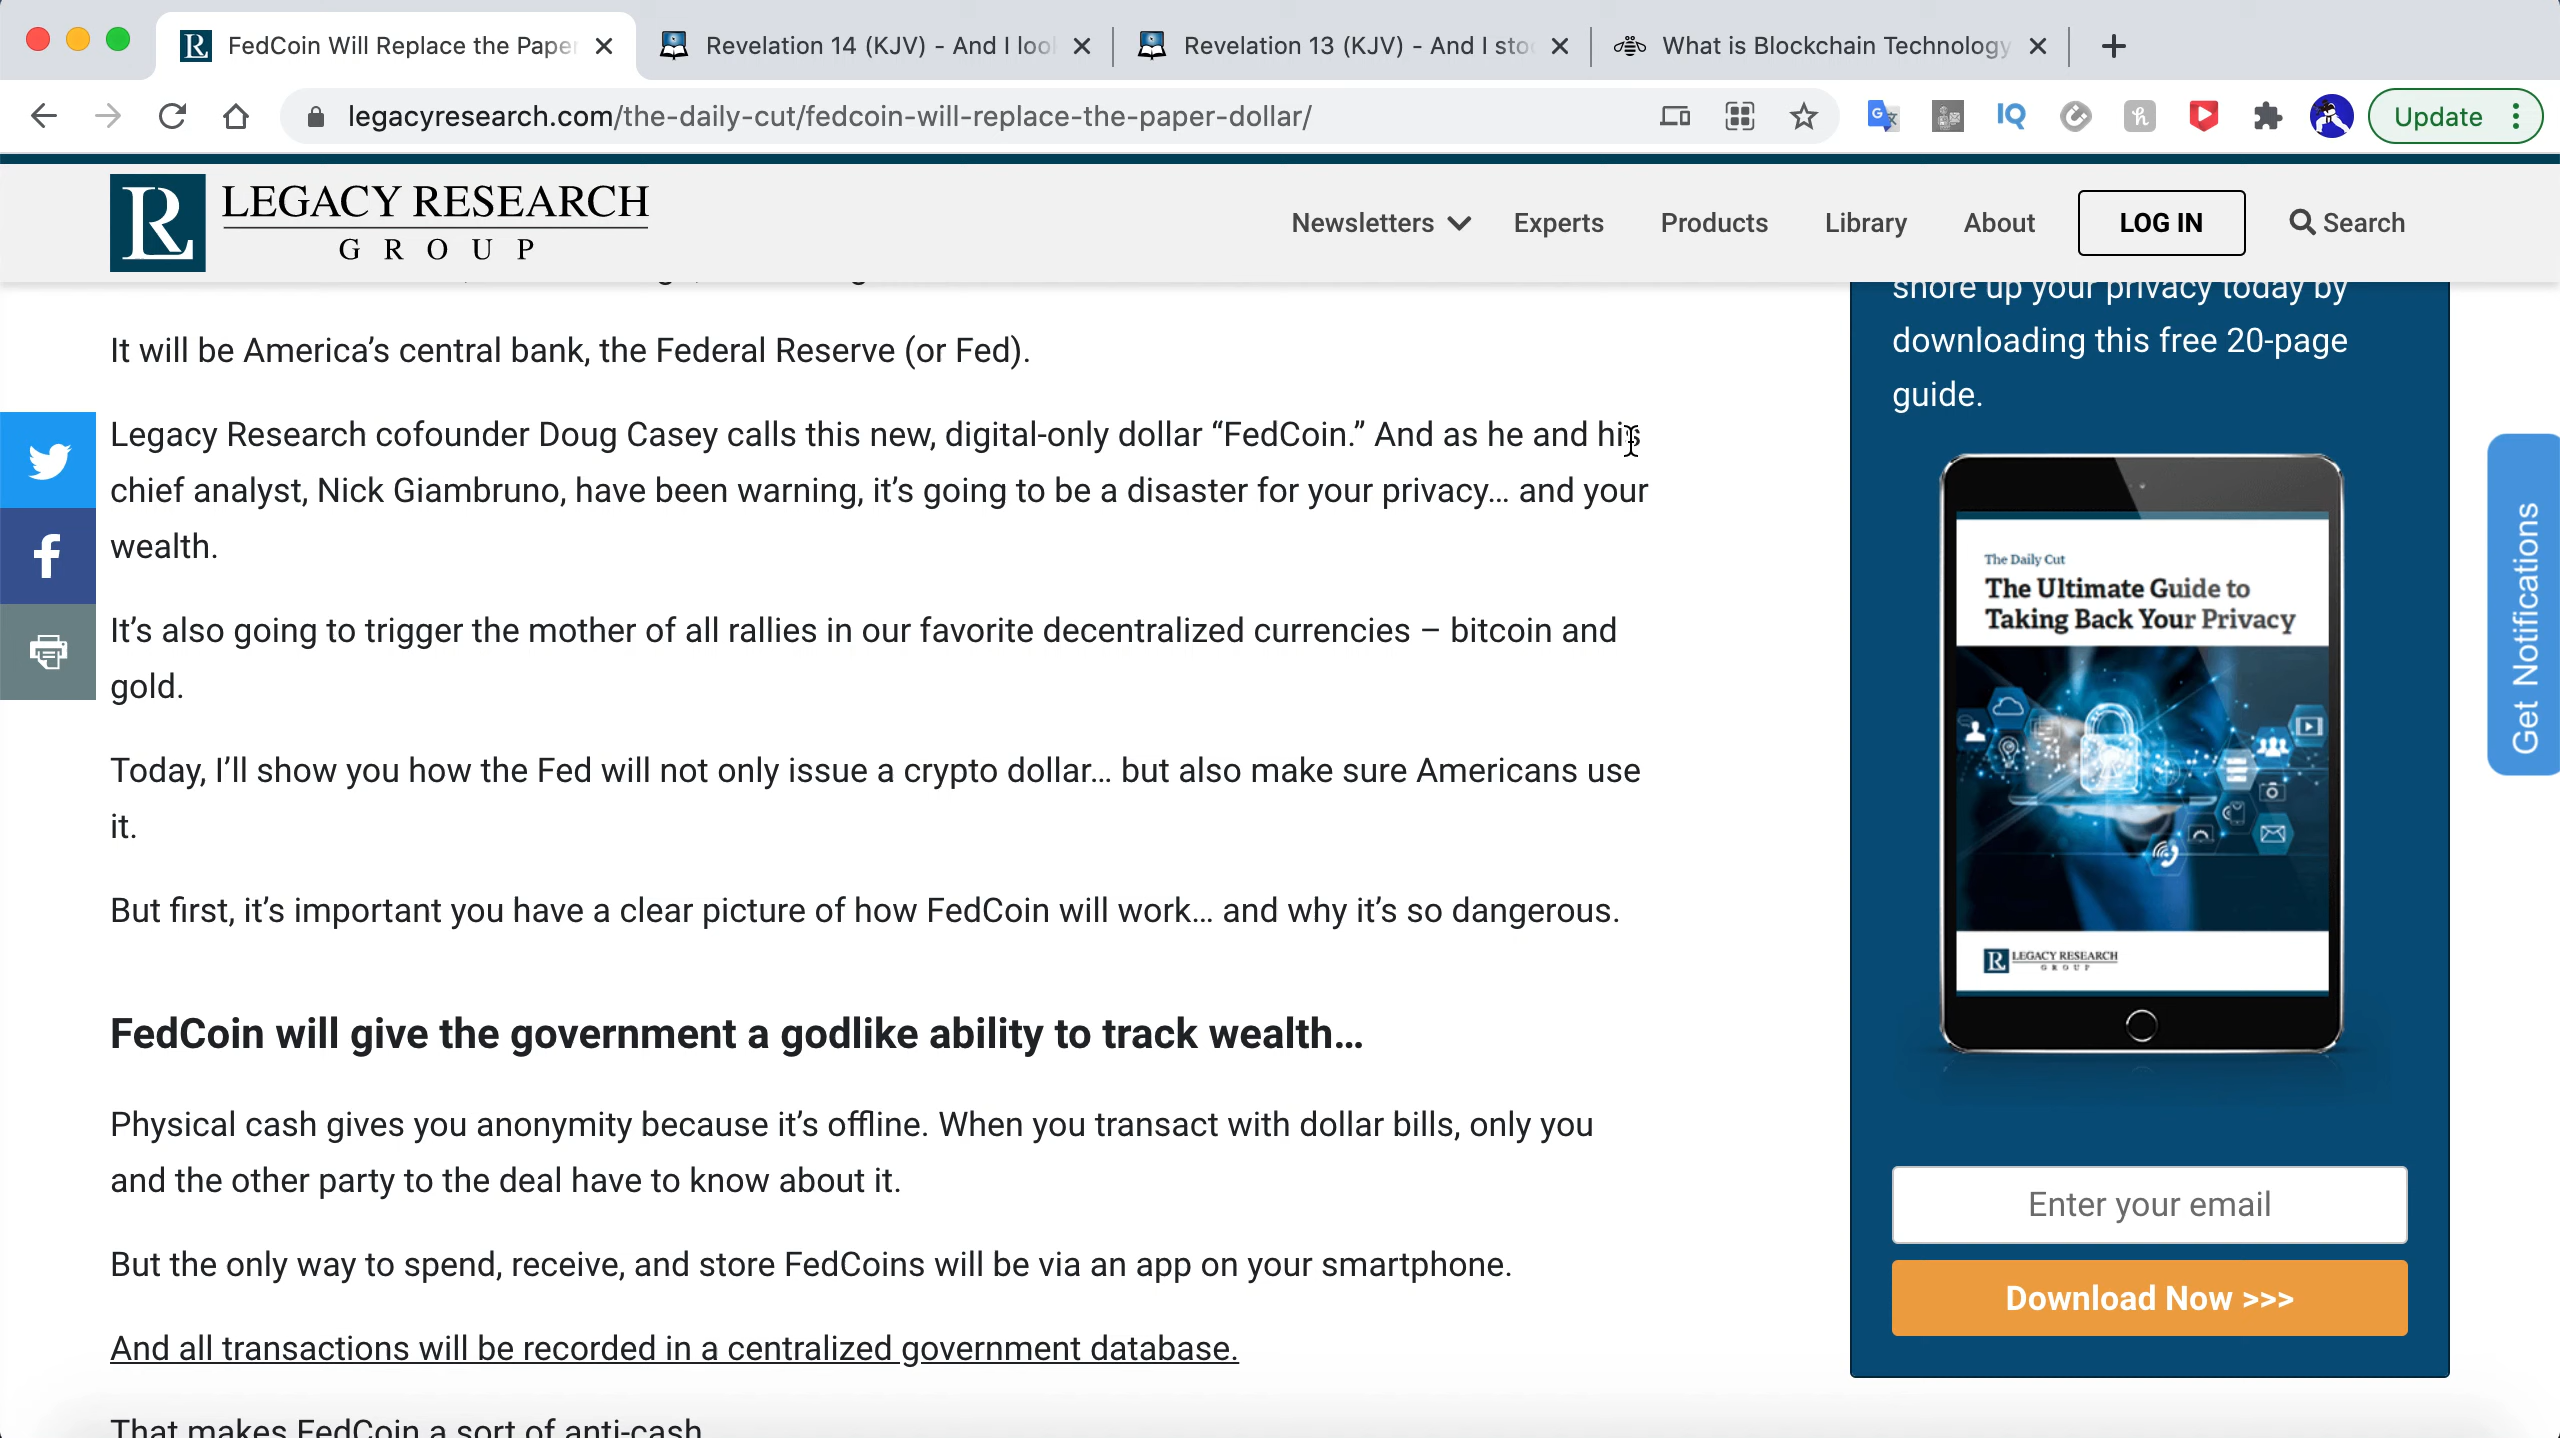 FedCoin Will Replace the Paper
Revelation 14 (KJV) - And I loo
Revelation 13 (KJV) - And I sto
What is Blockchain Technology
legacyresearch.com/the-daily-cut/fedcoin-will-replace-the-paper-dollar/
Update
LEGACY RESEARCH
GROUP
Newsletters
Experts
Products
Library
About
LOG IN
Search
It will be America’s central bank, the Federal Reserve (or Fed).
Legacy Research cofounder Doug Casey calls this new, digital-only dollar “FedCoin.” And as he and his
chief analyst, Nick Giambruno, have been warning, it’s going to be a disaster for your privacy… and your
wealth.
It’s also going to trigger the mother of all rallies in our favorite decentralized currencies – bitcoin and
gold.
Today, I’ll show you how the Fed will not only issue a crypto dollar… but also make sure Americans use
it.
But first, it’s important you have a clear picture of how FedCoin will work… and why it’s so dangerous.
FedCoin will give the government a godlike ability to track wealth…
Physical cash gives you anonymity because it’s offline. When you transact with dollar bills, only you
and the other party to the deal have to know about it.
But the only way to spend, receive, and store FedCoins will be via an app on your smartphone.
And all transactions will be recorded in a centralized government database.
That makes FedCoin a sort of anti-cash
shore up your privacy today by
downloading this free 20-page
guide.
The Daily Cut
The Ultimate Guide to
Taking Back Your Privacy
LEGACY RESEARCH
GROUP
Enter your email
Download Now >>>
Get Notifications